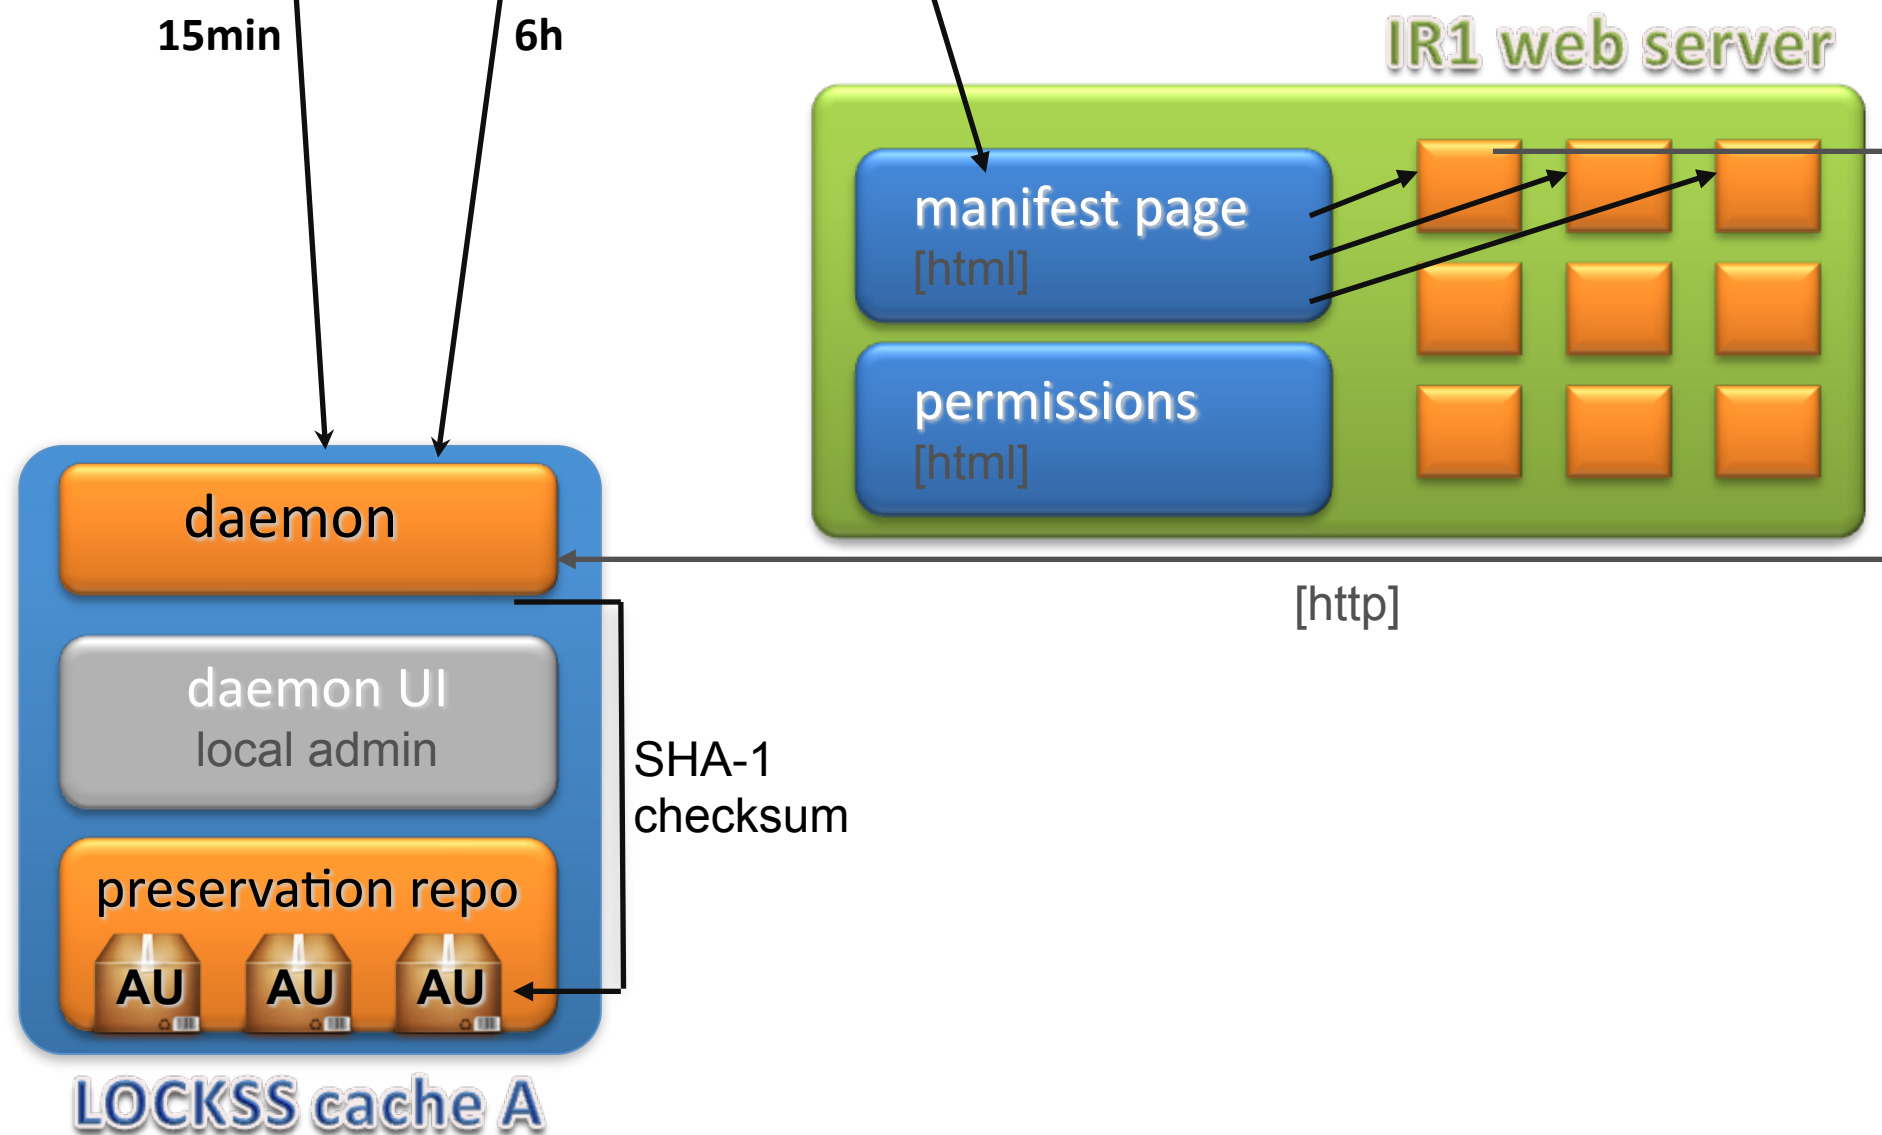 15min
6h
IR1 web server
manifest page
[html]
permissions
[html]
daemon
[http]
daemon UI
local admin
SHA-1
checksum
preservation repo
AU
AU
AU
LOCKSS cache A